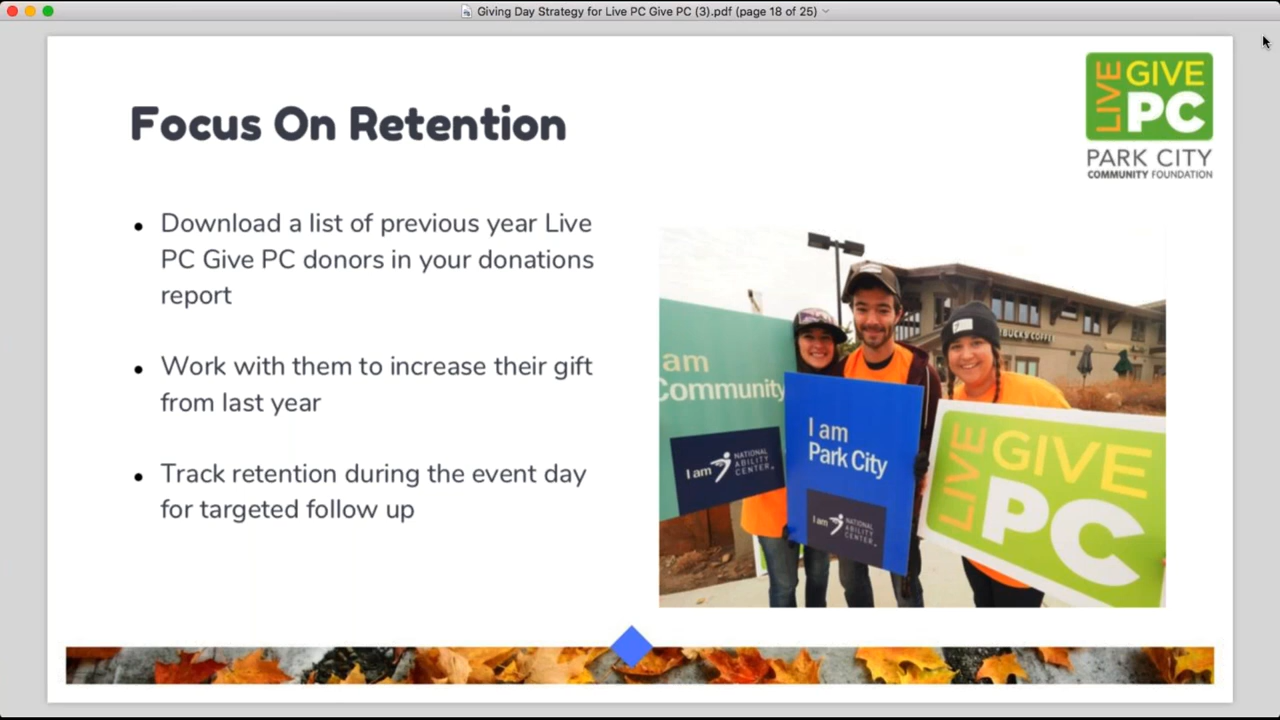 Giving Day Strategy for Live PC Give PC (3).pdf (page 18 of 25)
LIVE
GIVE
PC
PARK CITY
COMMUNITY FOUNDATION
Focus On Retention
• Download a list of previous year Live
PC Give PC donors in your donations
report
• Work with them to increase their gift
from last year
• Track retention during the event day
for targeted follow up
am
Community
I am
NATIONAL
ABILITY
CENTER
I am
Park City
I am
NATIONAL
ABILITY
CENTER
LIVE
GIVE
PC
COFFEE